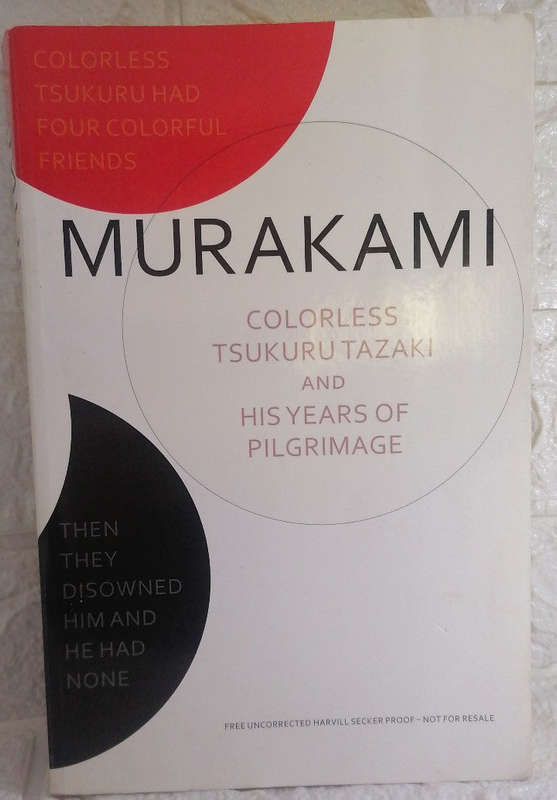 COLORLESS
TSUKURU HAD
FOUR COLORFUL
FRIENDS
MURAKAMI
COLORLESS
TSUKURU TAZAKI
AND
HIS YEARS OF
PILGRIMAGE
THEN
THEY
DISOWNED
HIM AND
HE HAD
NONE
FREE UNCORRECTED HARVILL SECKER PROOF – NOT FOR RESALE